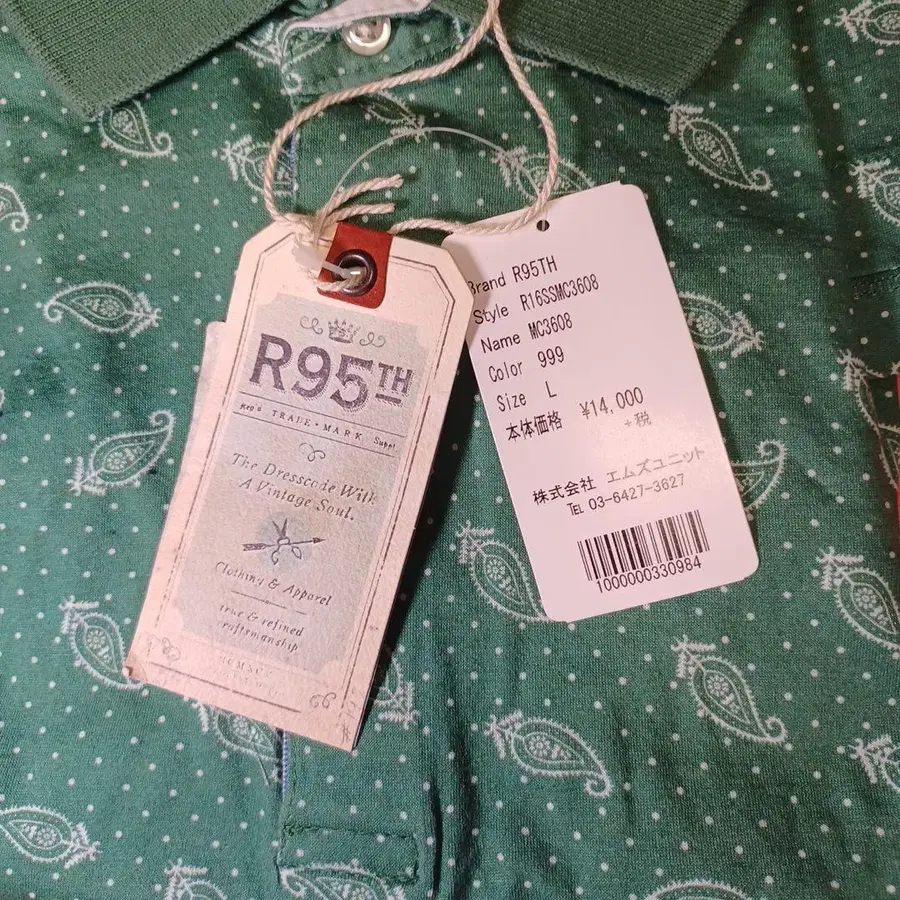 R95TH
Reg'd TRADE-MARK Suppl.
The Dresscode With
A Vintage Soul.
Clothing & Apparel
true & refined
craftsmanship
Brand R95TH
Style R16SSMC3608
Name MC3608
Color 999
Size L
本体価格 ¥14,000
+税
株式会社 エムズユニット
TEL 03-6427-3627
1000000330984